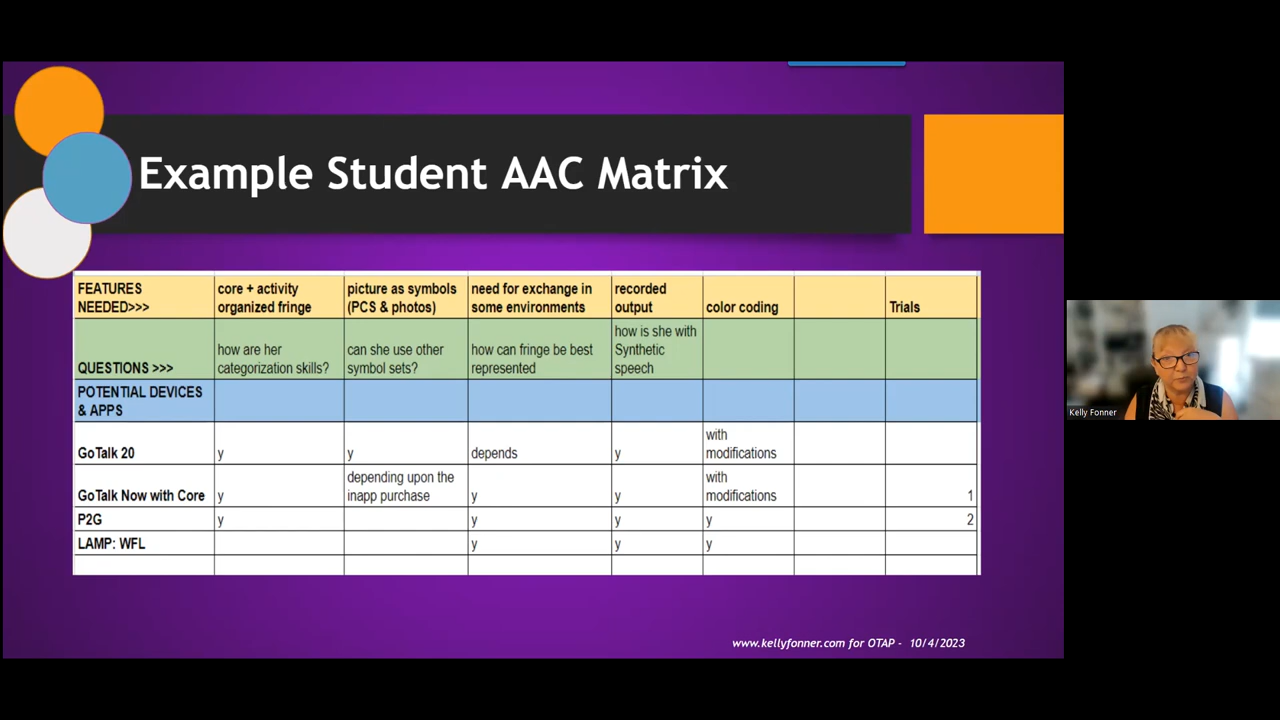 Example Student AAC Matrix
FEATURES NEEDED>>>
core + activity organized fringe
picture as symbols (PCS & photos)
need for exchange in some environments
recorded output
color coding
Trials
QUESTIONS >>>
how are her categorization skills?
can she use other symbol sets?
how can fringe be best represented
how is she with Synthetic speech
POTENTIAL DEVICES & APPS
GoTalk 20 y y depends y with modifications
GoTalk Now with Core y depending upon the inapp purchase y y with modifications 1
P2G y y y y 2
LAMP: WFL y y y
www.kellyfonner.com for OTAP - 10/4/2023
Kelly Fonner